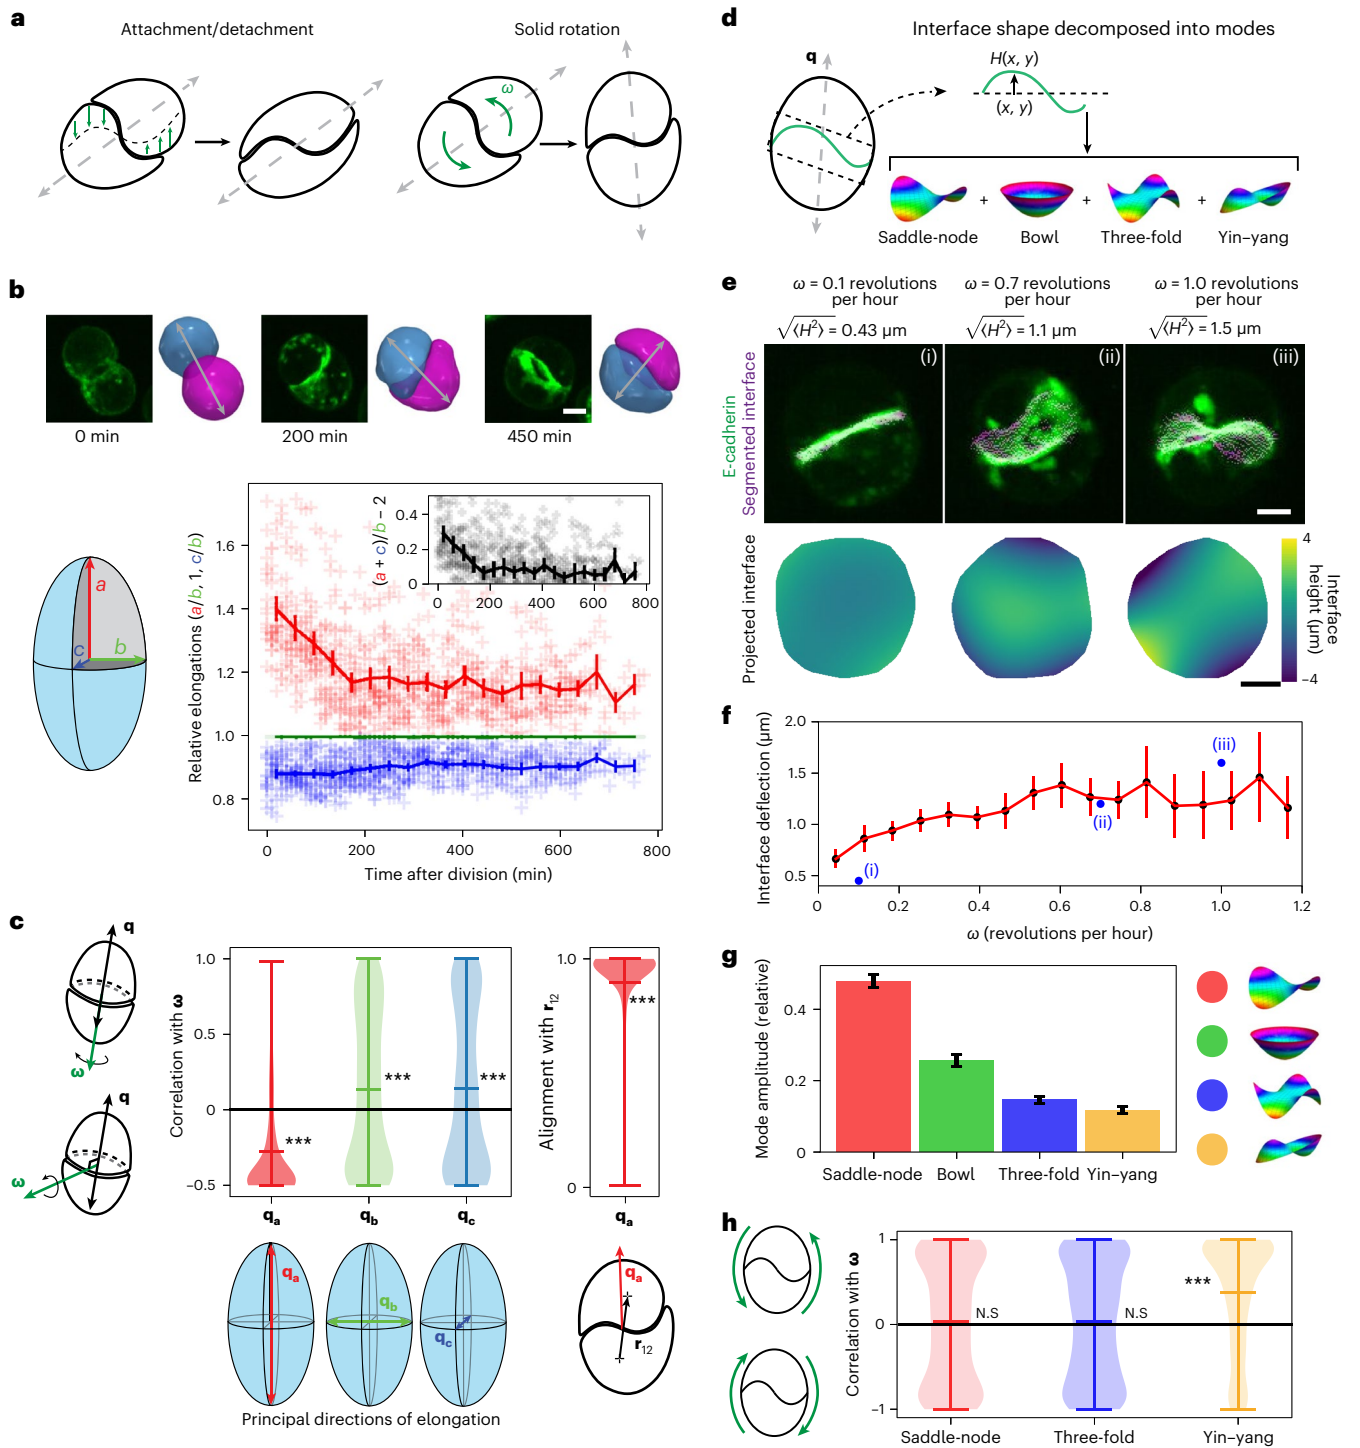 a
Attachment/detachment
Solid rotation
ω
d
Interface shape decomposed into modes
q
H(x, y)
(x, y)
+
+
+
Saddle-node
Bowl
Three-fold
Yin–yang
b
0 min
200 min
450 min
a
b
c
Relative elongations (a/b, 1, c/b)
1.6
1.4
1.2
1.0
0.8
0
200
400
600
800
Time after division (min)
(a + c)/b − 2
0.4
0.2
0
0
200
400
600
800
e
ω = 0.1 revolutions
per hour
√⟨H²⟩ = 0.43 µm
ω = 0.7 revolutions
per hour
√⟨H²⟩ = 1.1 µm
ω = 1.0 revolutions
per hour
√⟨H²⟩ = 1.5 µm
E-cadherin
Segmented interface
(i)
(ii)
(iii)
Projected interface
4
−4
Interface
height (µm)
f
Interface deflection (µm)
2.0
1.5
1.0
0.5
(i)
(ii)
(iii)
0
0.2
0.4
0.6
0.8
1.0
1.2
ω (revolutions per hour)
c
q
ω
q
ω
Correlation with ω
1.0
0.5
0
−0.5
***
***
***
q_a
q_b
q_c
Alignment with r₁₂
1.0
0
***
q_a
q_a
q_b
q_c
Principal directions of elongation
q_a
r₁₂
g
Mode amplitude (relative)
0.4
0.2
0
Saddle-node
Bowl
Three-fold
Yin–yang
h
Correlation with ω
1
0
−1
N.S
N.S
***
Saddle-node
Three-fold
Yin–yang